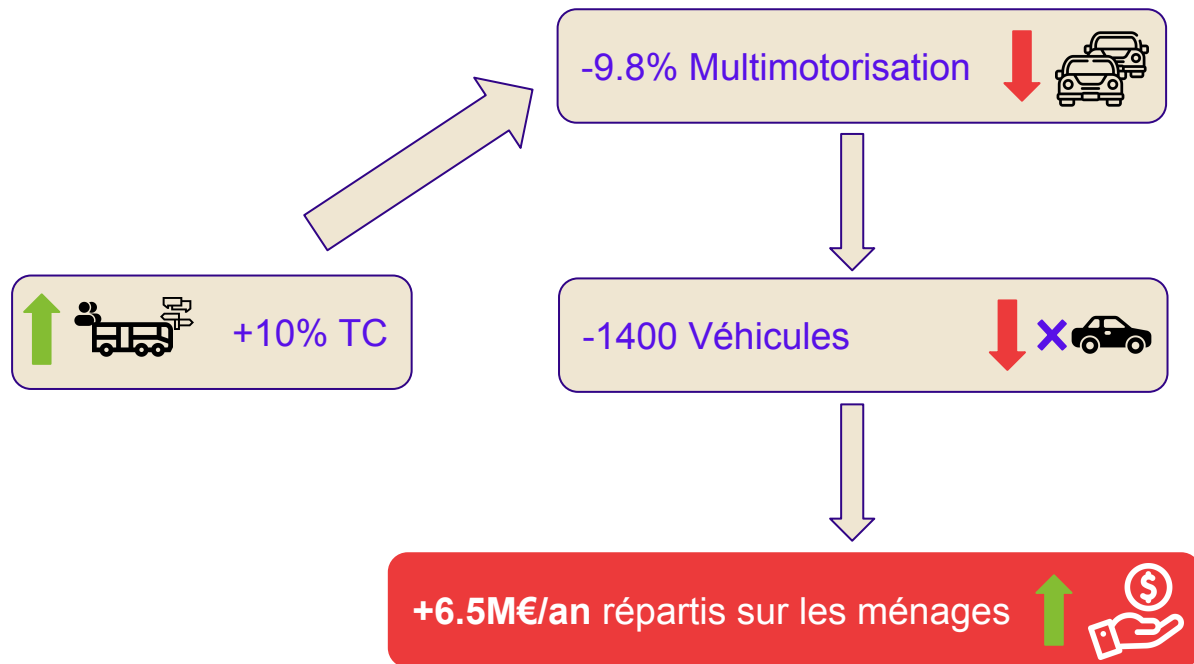 -9.8% Multimotorisation
+10% TC
-1400 Véhicules
+6.5M€/an répartis sur les ménages
$